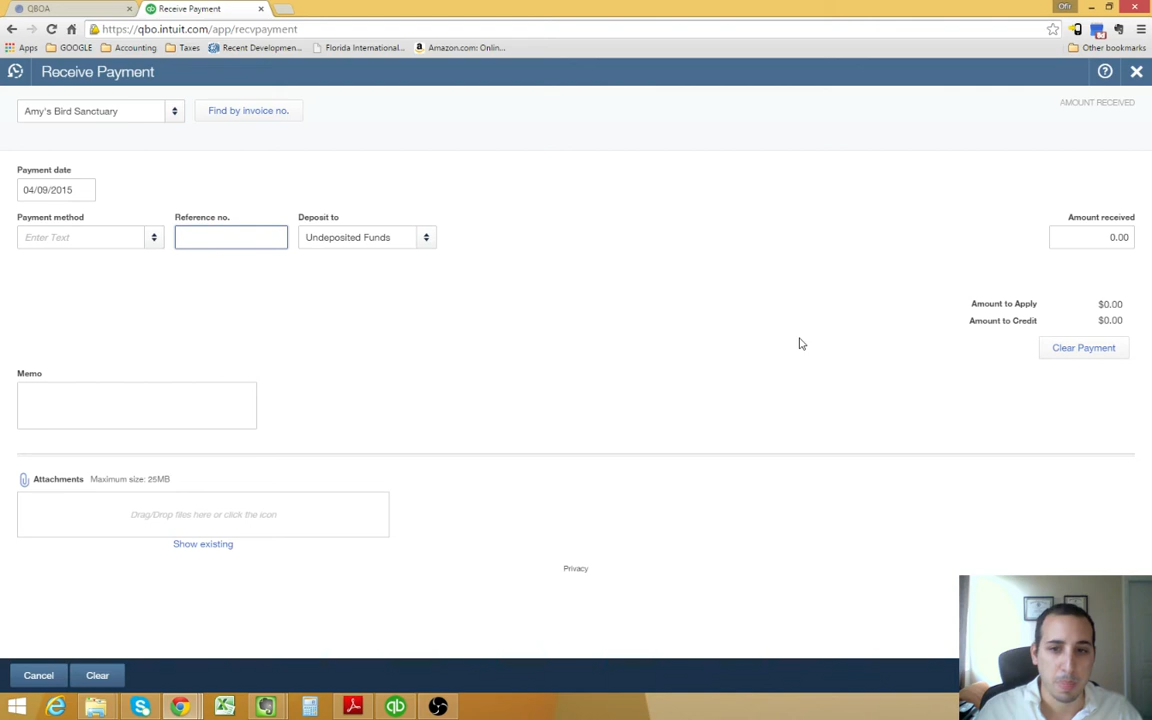 Ofir
QBOA
Receive Payment
https://qbo.intuit.com/app/recvpayment
Apps GOOGLE Accounting Taxes Recent Developmen... Florida International... Amazon.com: Onlin... Other bookmarks
Receive Payment
Amy's Bird Sanctuary
Find by invoice no.
AMOUNT RECEIVED
Payment date
04/09/2015
Payment method Reference no. Deposit to Amount received
Enter Text Undeposited Funds 0.00
Amount to Apply $0.00
Amount to Credit $0.00
Clear Payment
Memo
Attachments Maximum size: 25MB
Drag/Drop files here or click the icon
Show existing
Privacy
Cancel Clear